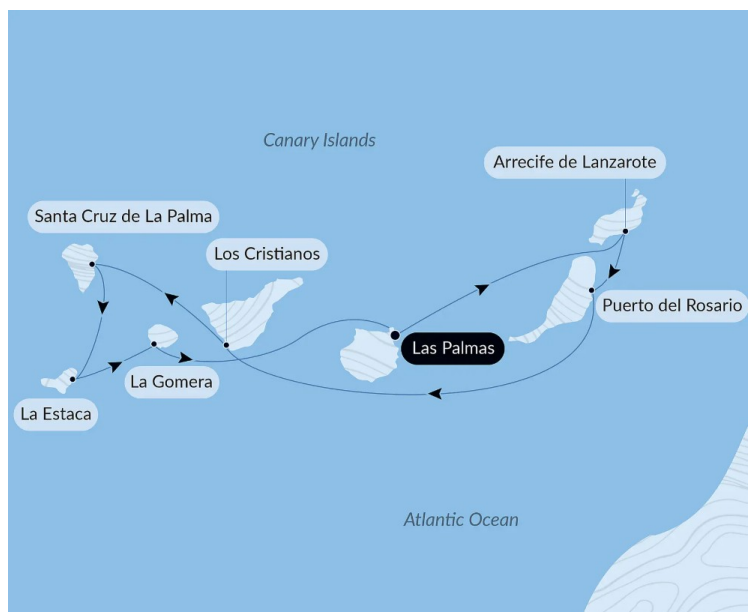 Canary Islands
Arrecife de Lanzarote
Santa Cruz de La Palma
Los Cristianos
Puerto del Rosario
Las Palmas
La Gomera
La Estaca
Atlantic Ocean